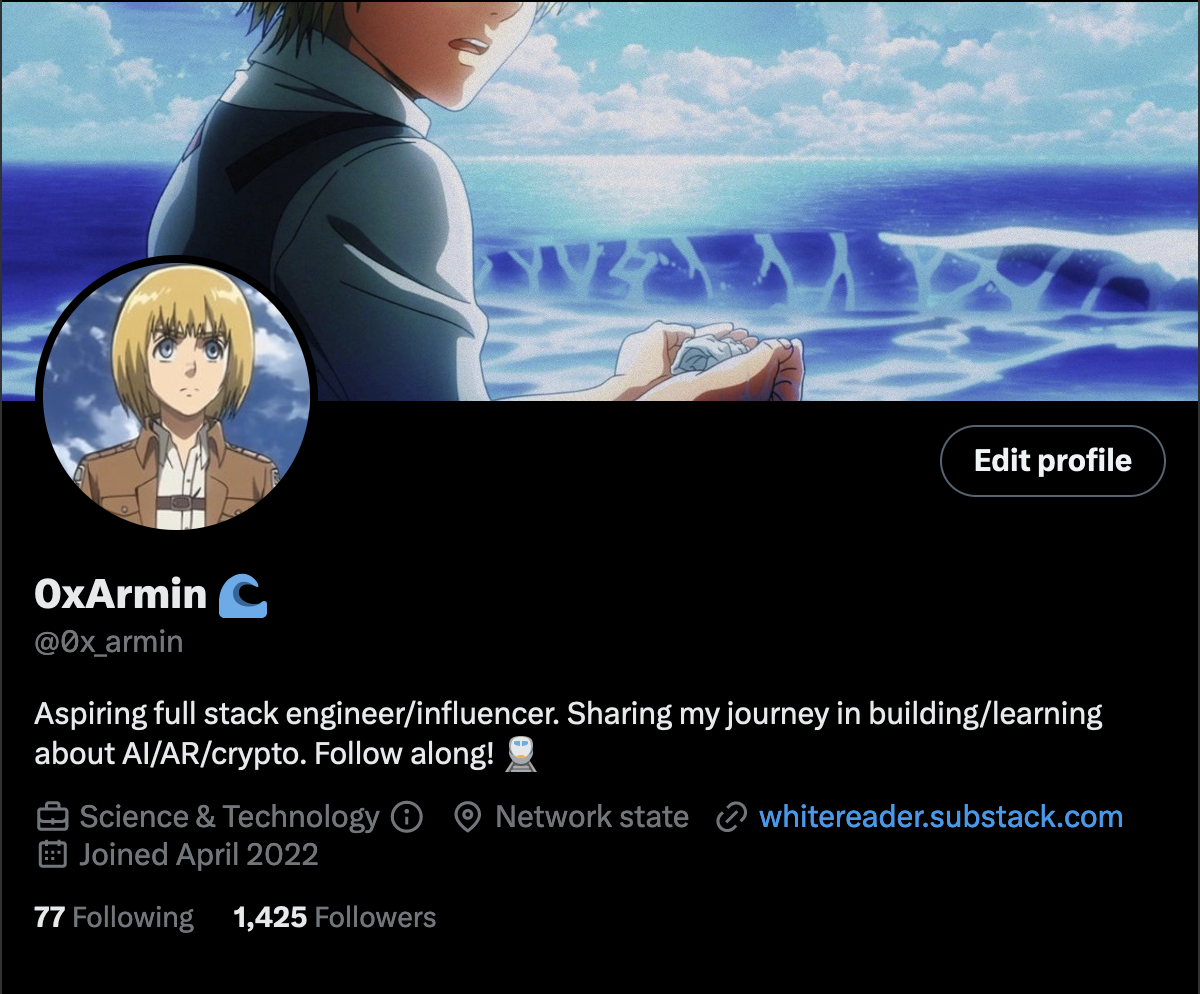 Edit profile
0xArmin 🌊
@0x_armin
Aspiring full stack engineer/influencer. Sharing my journey in building/learning
about AI/AR/crypto. Follow along! 🚆
Science & Technology Network state whitereader.substack.com
Joined April 2022
77 Following 1,425 Followers